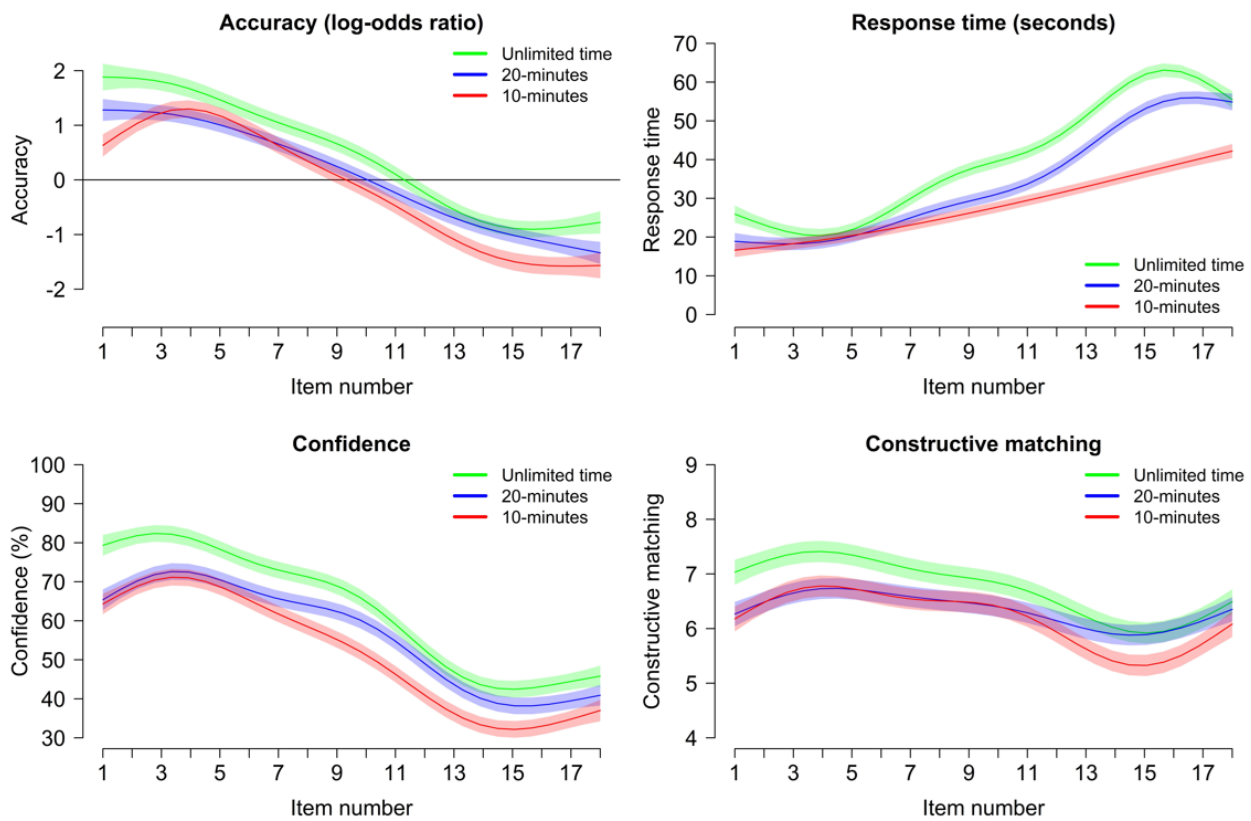 Accuracy (log-odds ratio)
Unlimited time
20-minutes
10-minutes
Accuracy
2
1
0
-1
-2
1 3 5 7 9 11 13 15 17
Item number
Response time (seconds)
Response time
70
60
50
40
30
20
10
0
Unlimited time
20-minutes
10-minutes
1 3 5 7 9 11 13 15 17
Item number
Confidence
Unlimited time
20-minutes
10-minutes
Confidence (%)
100
90
80
70
60
50
40
30
1 3 5 7 9 11 13 15 17
Item number
Constructive matching
Unlimited time
20-minutes
10-minutes
Constructive matching
9
8
7
6
5
4
1 3 5 7 9 11 13 15 17
Item number